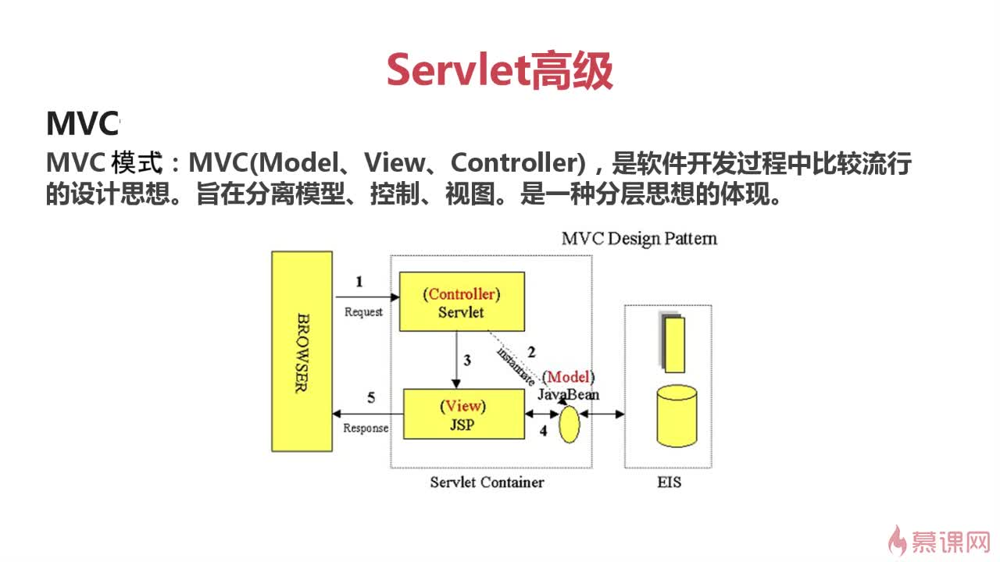 Servlet高级
MVC
MVC 模式：MVC(Model、View、Controller)，是软件开发过程中比较流行
的设计思想。旨在分离模型、控制、视图。是一种分层思想的体现。
MVC Design Pattern
BROWSER
1
Request
(Controller)
Servlet
2
instantiate
3
(Model)
JavaBean
5
Response
(View)
JSP
4
Servlet Container
EIS
慕课网